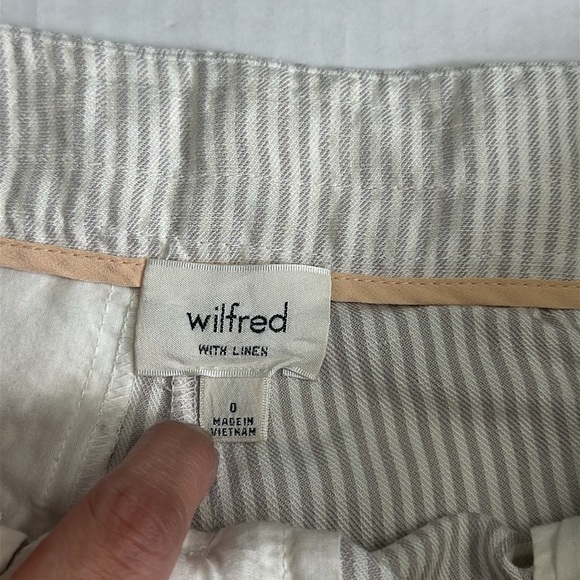 wilfred
WITH LINEN
0
MADE IN
VIETNAM